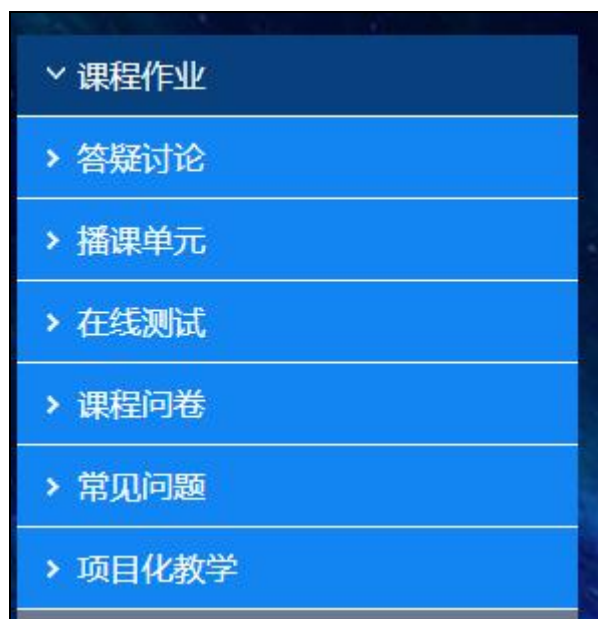 课程作业
答疑讨论
播课单元
在线测试
课程问卷
常见问题
项目化教学